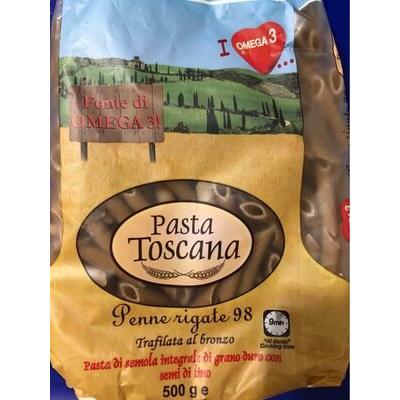 I OMEGA 3
...
Fonte di
OMEGA 3!
Pasta
Toscana
Penne rigate 98
Trafilata al bronzo
9min
"Al dente"
Cooking time
Pasta di semola integrale di grano duro con
semi di lino
500 g e
3